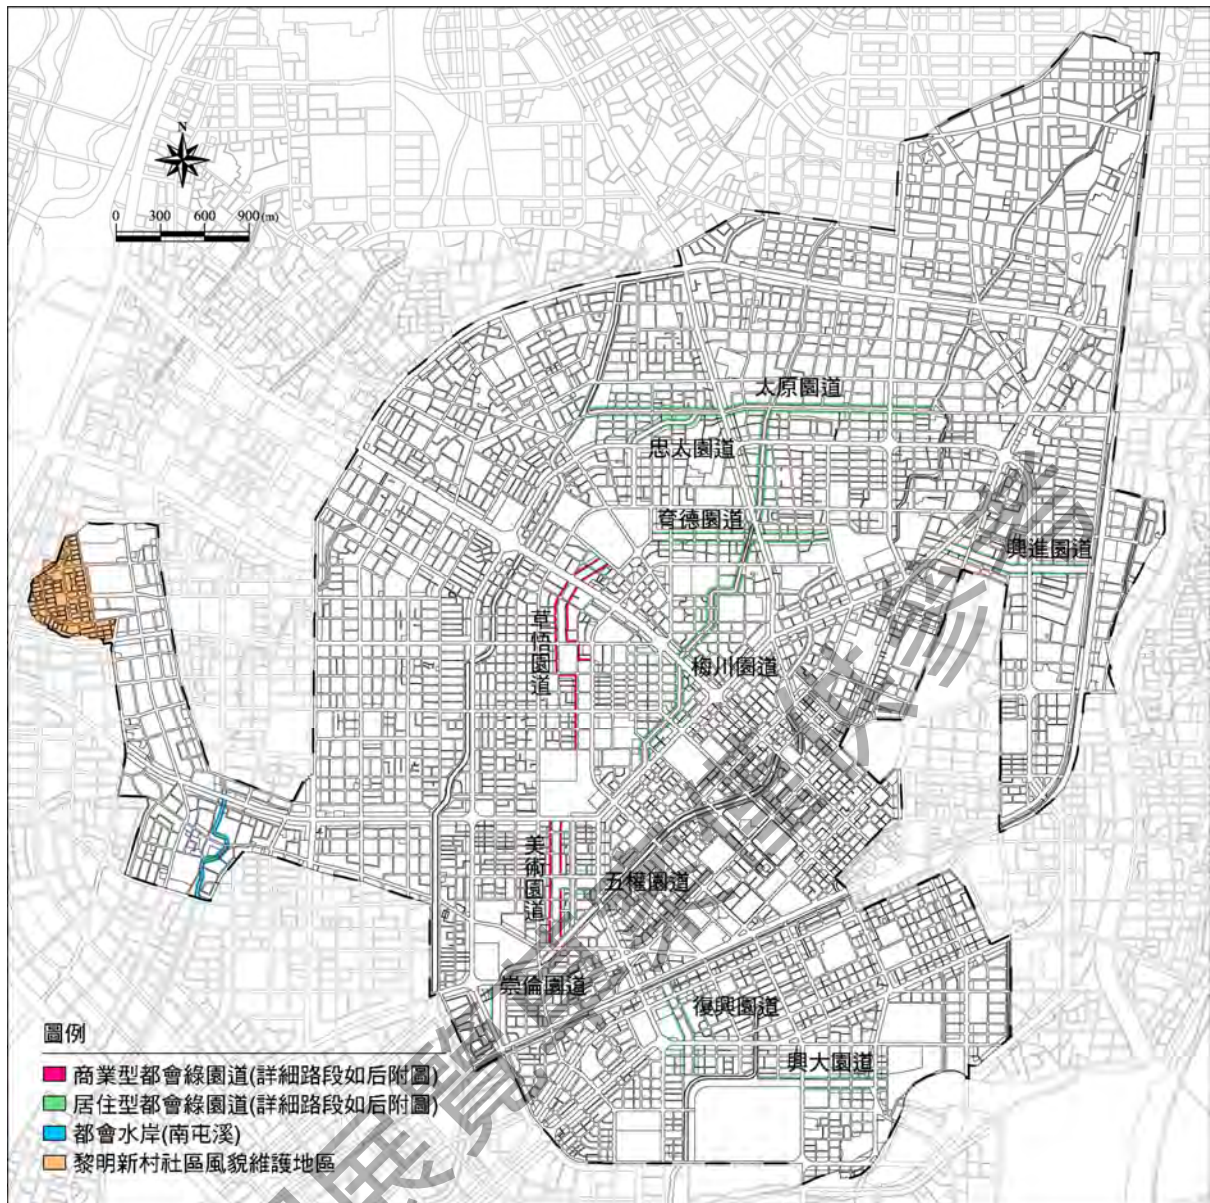 N
0 300 600 900(m)
太原園道
忠太園道
育德園道
興進園道
草悟園道
梅川園道
美術園道
五權園道
崇倫園道
復興園道
興大園道
圖例
商業型都會綠園道(詳細路段如后附圖)
居住型都會綠園道(詳細路段如后附圖)
都會水岸(南屯溪)
黎明新村社區風貌維護地區